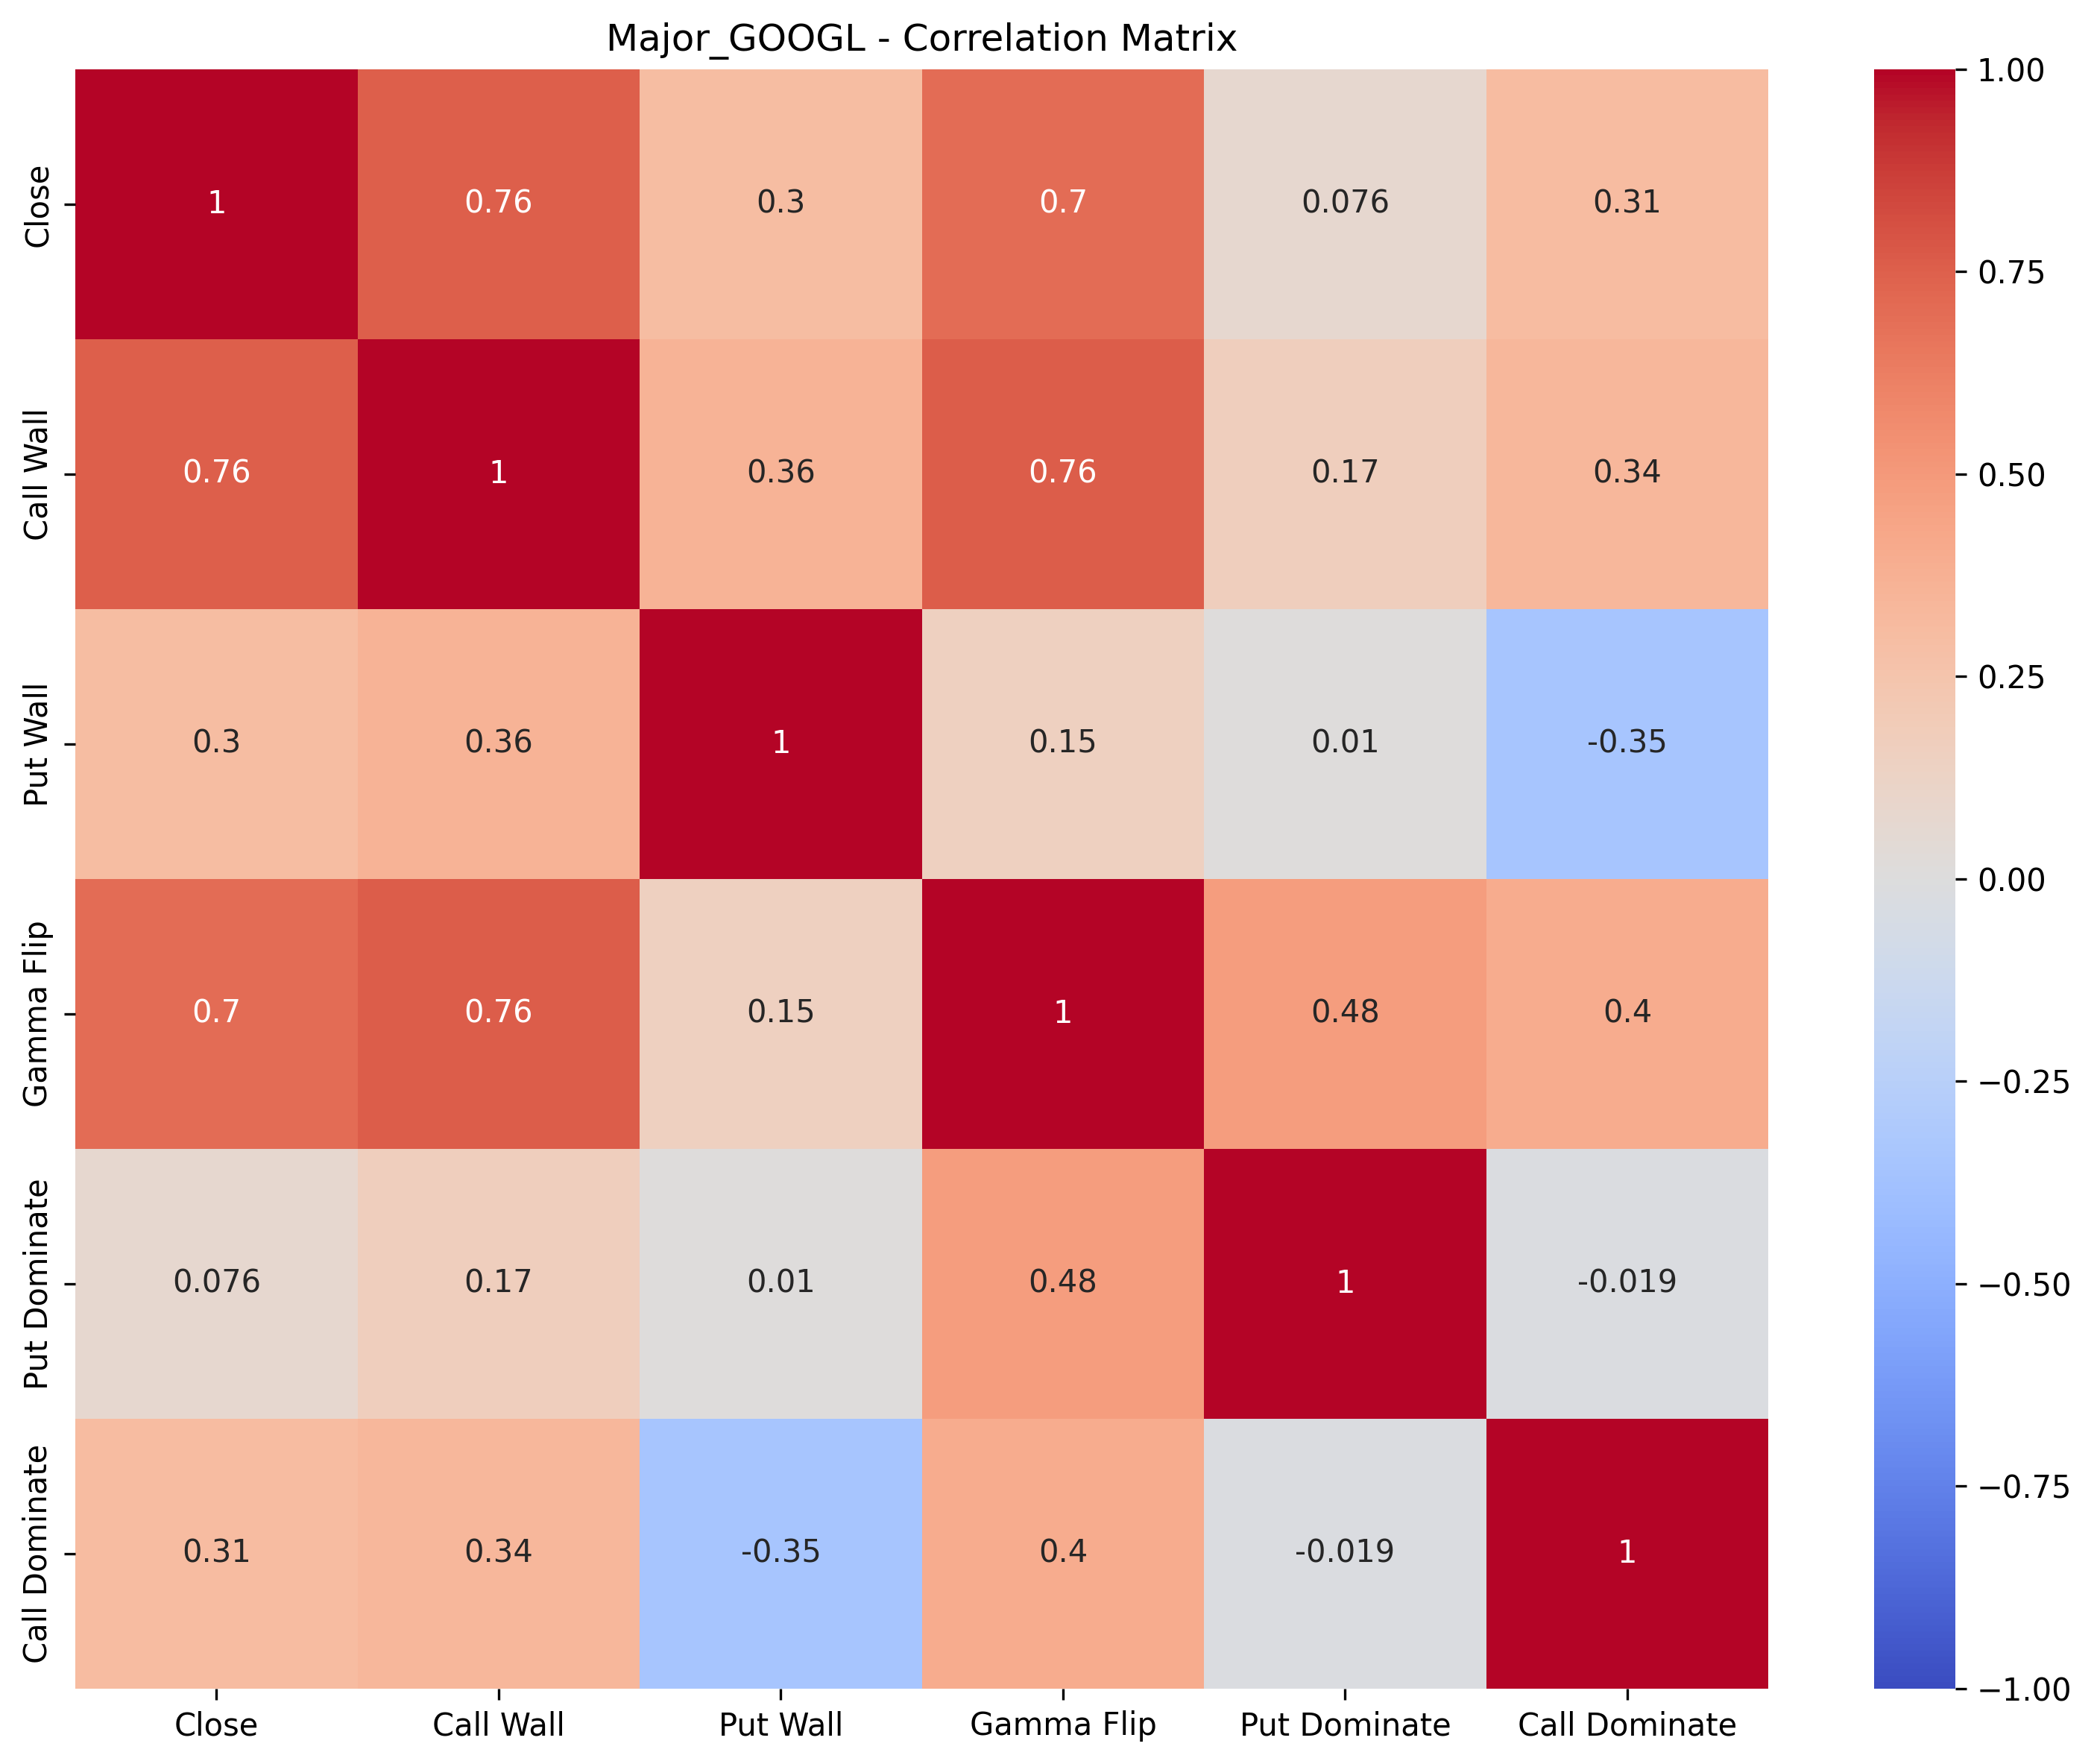 Major_GOOGL - Correlation Matrix
Close 1 0.76 0.3 0.7 0.076 0.31
Call Wall 0.76 1 0.36 0.76 0.17 0.34
Put Wall 0.3 0.36 1 0.15 0.01 -0.35
Gamma Flip 0.7 0.76 0.15 1 0.48 0.4
Put Dominate 0.076 0.17 0.01 0.48 1 -0.019
Call Dominate 0.31 0.34 -0.35 0.4 -0.019 1
Close Call Wall Put Wall Gamma Flip Put Dominate Call Dominate
1.00
0.75
0.50
0.25
0.00
−0.25
−0.50
−0.75
−1.00